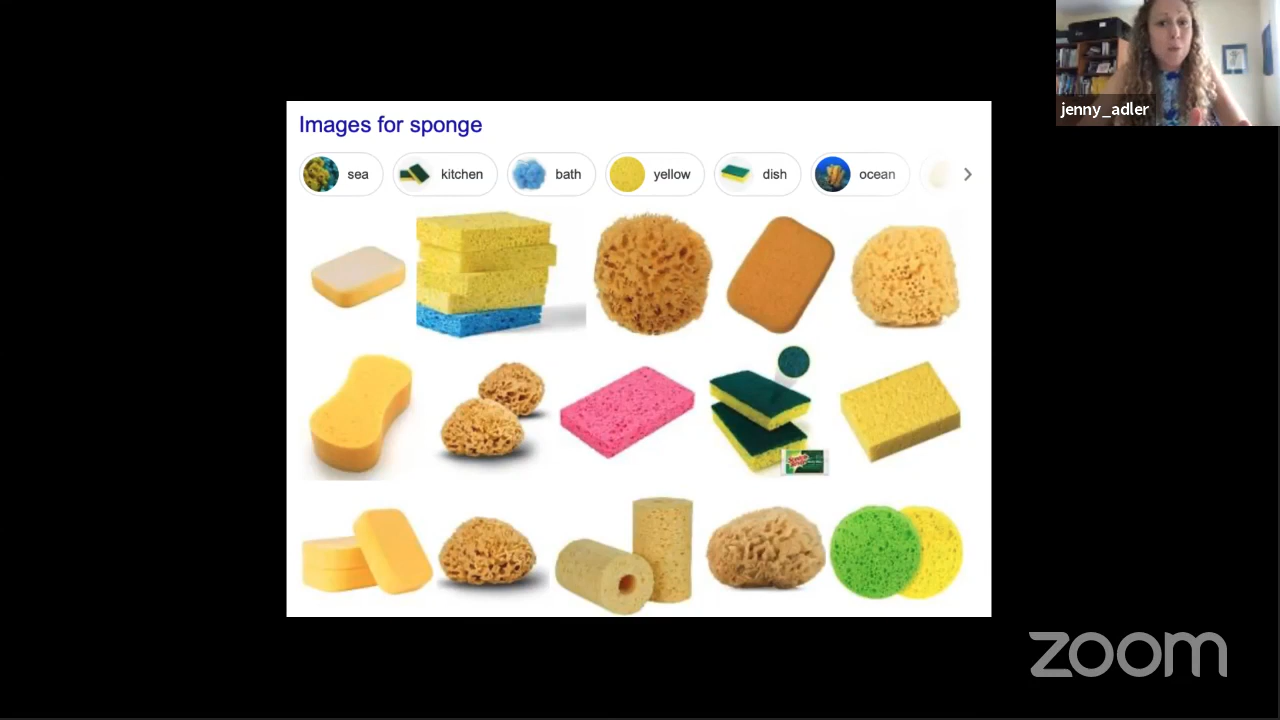 jenny_adler
Images for sponge
sea
kitchen
bath
yellow
dish
ocean
zoom